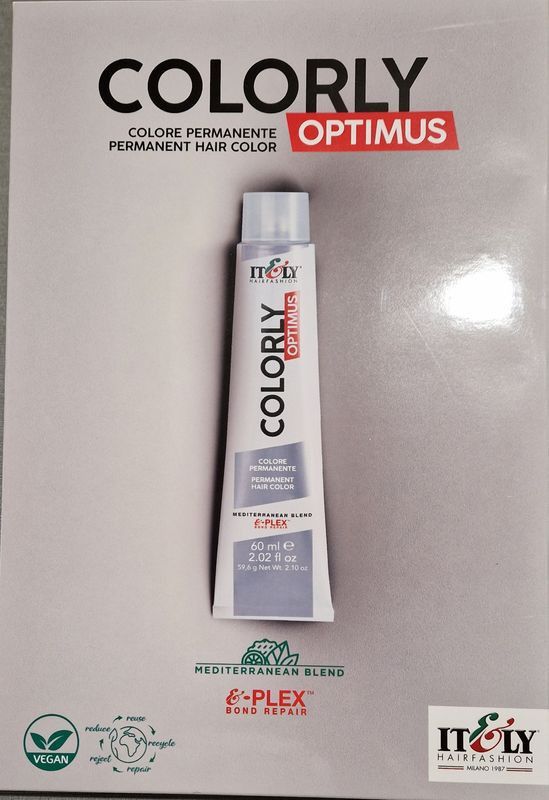 COLORLY
OPTIMUS
COLORE PERMANENTE
PERMANENT HAIR COLOR
IT&LY
HAIRFASHION
COLORLY
OPTIMUS
COLORE
PERMANENTE
PERMANENT
HAIR COLOR
MEDITERRANEAN BLEND
&-PLEX™
BOND REPAIR
60 ml ℮
2.02 fl oz
59,6 g Net Wt. 2.10 oz
MEDITERRANEAN BLEND
&-PLEX™
BOND REPAIR
VEGAN
reduce
reuse
recycle
repair
reject
IT&LY
HAIRFASHION
MILANO 1987